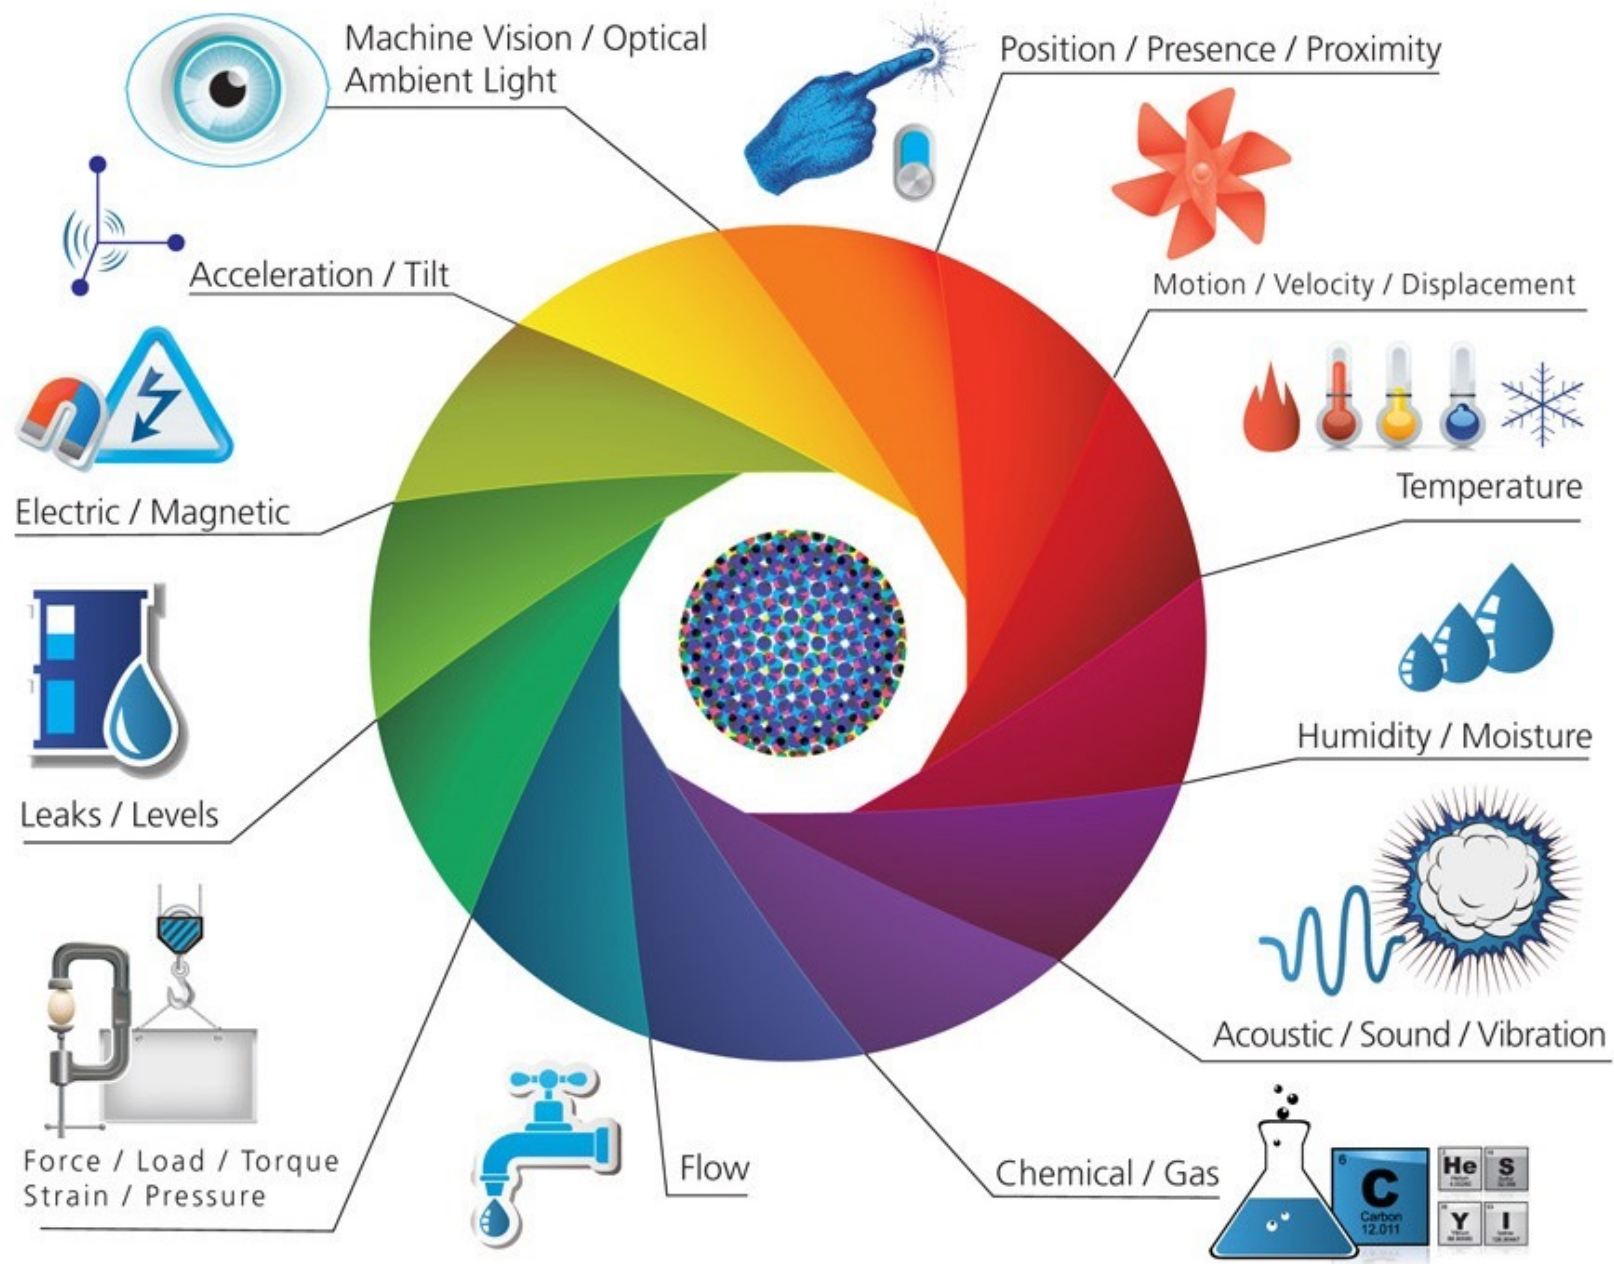 Machine Vision / Optical
Ambient Light
Position / Presence / Proximity
Acceleration / Tilt
Motion / Velocity / Displacement
Electric / Magnetic
Temperature
Leaks / Levels
Humidity / Moisture
Acoustic / Sound / Vibration
Force / Load / Torque
Strain / Pressure
Flow
Chemical / Gas
6
C
Carbon
12.011
He
S
Y
I